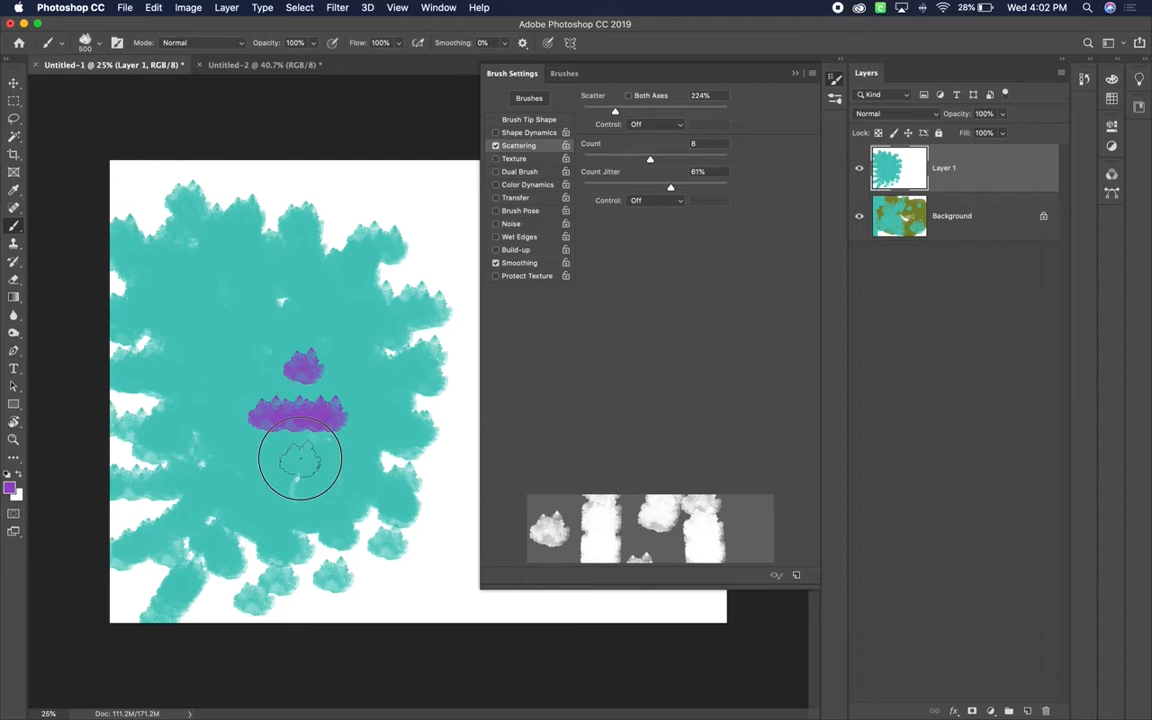 Photoshop CC File Edit Image Layer Type Select Filter 3D View Window Help 28% Wed 4:02 PM
Adobe Photoshop CC 2019
500 Mode: Normal Opacity: 100% Flow: 100% Smoothing: 0%
Untitled-1 @ 25% (Layer 1, RGB/8) * Untitled-2 @ 40.7% (RGB/8) *
Brush Settings Brushes
Brushes
Brush Tip Shape
Shape Dynamics
Scattering
Texture
Dual Brush
Color Dynamics
Transfer
Brush Pose
Noise
Wet Edges
Build-up
Smoothing
Protect Texture
Scatter Both Axes 224%
Control: Off
Count 8
Count Jitter 61%
Control: Off
Layers
Kind
Normal Opacity: 100%
Lock: Fill: 100%
Layer 1
Background
25% Doc: 111.2M/171.2M